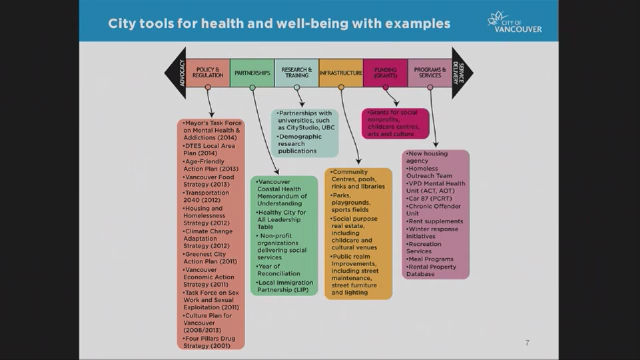 City tools for health and well-being with examples
CITY OF
VANCOUVER
ADVOCACY
POLICY &
REGULATION
PARTNERSHIPS
RESEARCH &
TRAINING
INFRASTRUCTURE
FUNDING
(GRANTS)
PROGRAMS &
SERVICES
SERVICE
DELIVERY
•Mayor's Task Force
on Mental Health &
Addictions (2014)
•DTES Local Area
Plan (2014)
•Age-Friendly
Action Plan (2013)
•Vancouver Food
Strategy (2013)
•Transportation
2040 (2012)
•Housing and
Homelessness
Strategy (2012)
•Climate Change
Adaptation
Strategy (2012)
•Greenest City
Action Plan (2011)
•Vancouver
Economic Action
Strategy (2011)
•Task Force on Sex
Work and Sexual
Exploitation (2011)
•Culture Plan for
Vancouver
(2008/2013)
•Four Pillars Drug
Strategy (2001)
•Vancouver
Coastal Health
Memorandum of
Understanding
•Healthy City for
All Leadership
Table
•Non-profit
organizations
delivering social
services
•Year of
Reconciliation
•Local Immigration
Partnership (LIP)
•Partnerships with
universities, such
as CityStudio, UBC
•Demographic
research
publications
•Community
Centres, pools,
rinks and libraries
•Parks,
playgrounds,
sports fields
•Social purpose
real estate,
including
childcare and
cultural venues
•Public realm
improvements,
including street
maintenance,
street furniture
and lighting
•Grants for social
nonprofits,
childcare centres,
arts and culture
•New housing
agency
•Homeless
Outreach Team
•VPD Mental Health
Unit (ACT, AOT)
•Car 87 (PCRT)
•Chronic Offender
Unit
•Rent supplements
•Winter response
initiatives
•Recreation
Services
•Meal Programs
•Rental Property
Database
7